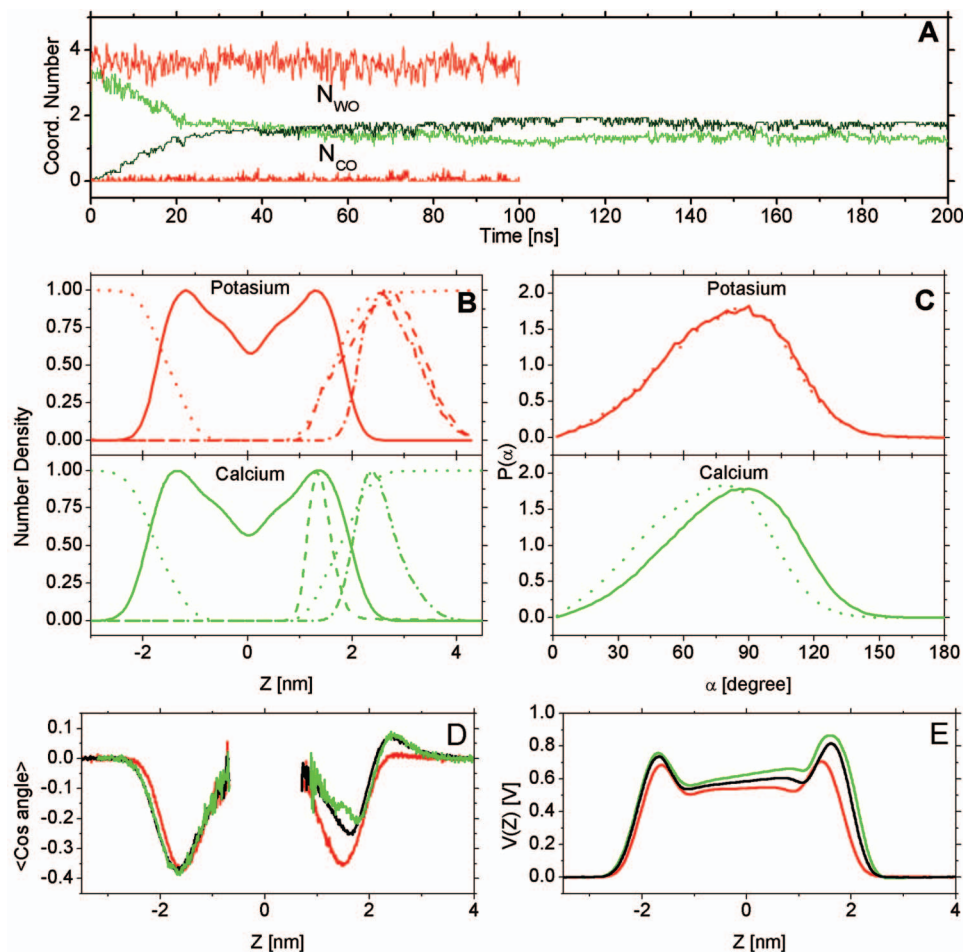 A
4
2
0
Coord. Number
N_WO
N_CO
0 20 40 60 80 100 120 140 160 180 200
Time [ns]
B
Potasium
1.00
0.75
0.50
0.25
0.00
Calcium
1.00
0.75
0.50
0.25
0.00
Number Density
-2 0 2 4
Z [nm]
C
Potasium
2.0
1.5
1.0
0.5
0.0
Calcium
2.0
1.5
1.0
0.5
0.0
P(α)
0 30 60 90 120 150 180
α [degree]
D
0.1
0.0
-0.1
-0.2
-0.3
-0.4
<Cos angle>
-2 0 2 4
Z [nm]
E
1.0
0.8
0.6
0.4
0.2
0.0
V(Z) [V]
-2 0 2 4
Z [nm]